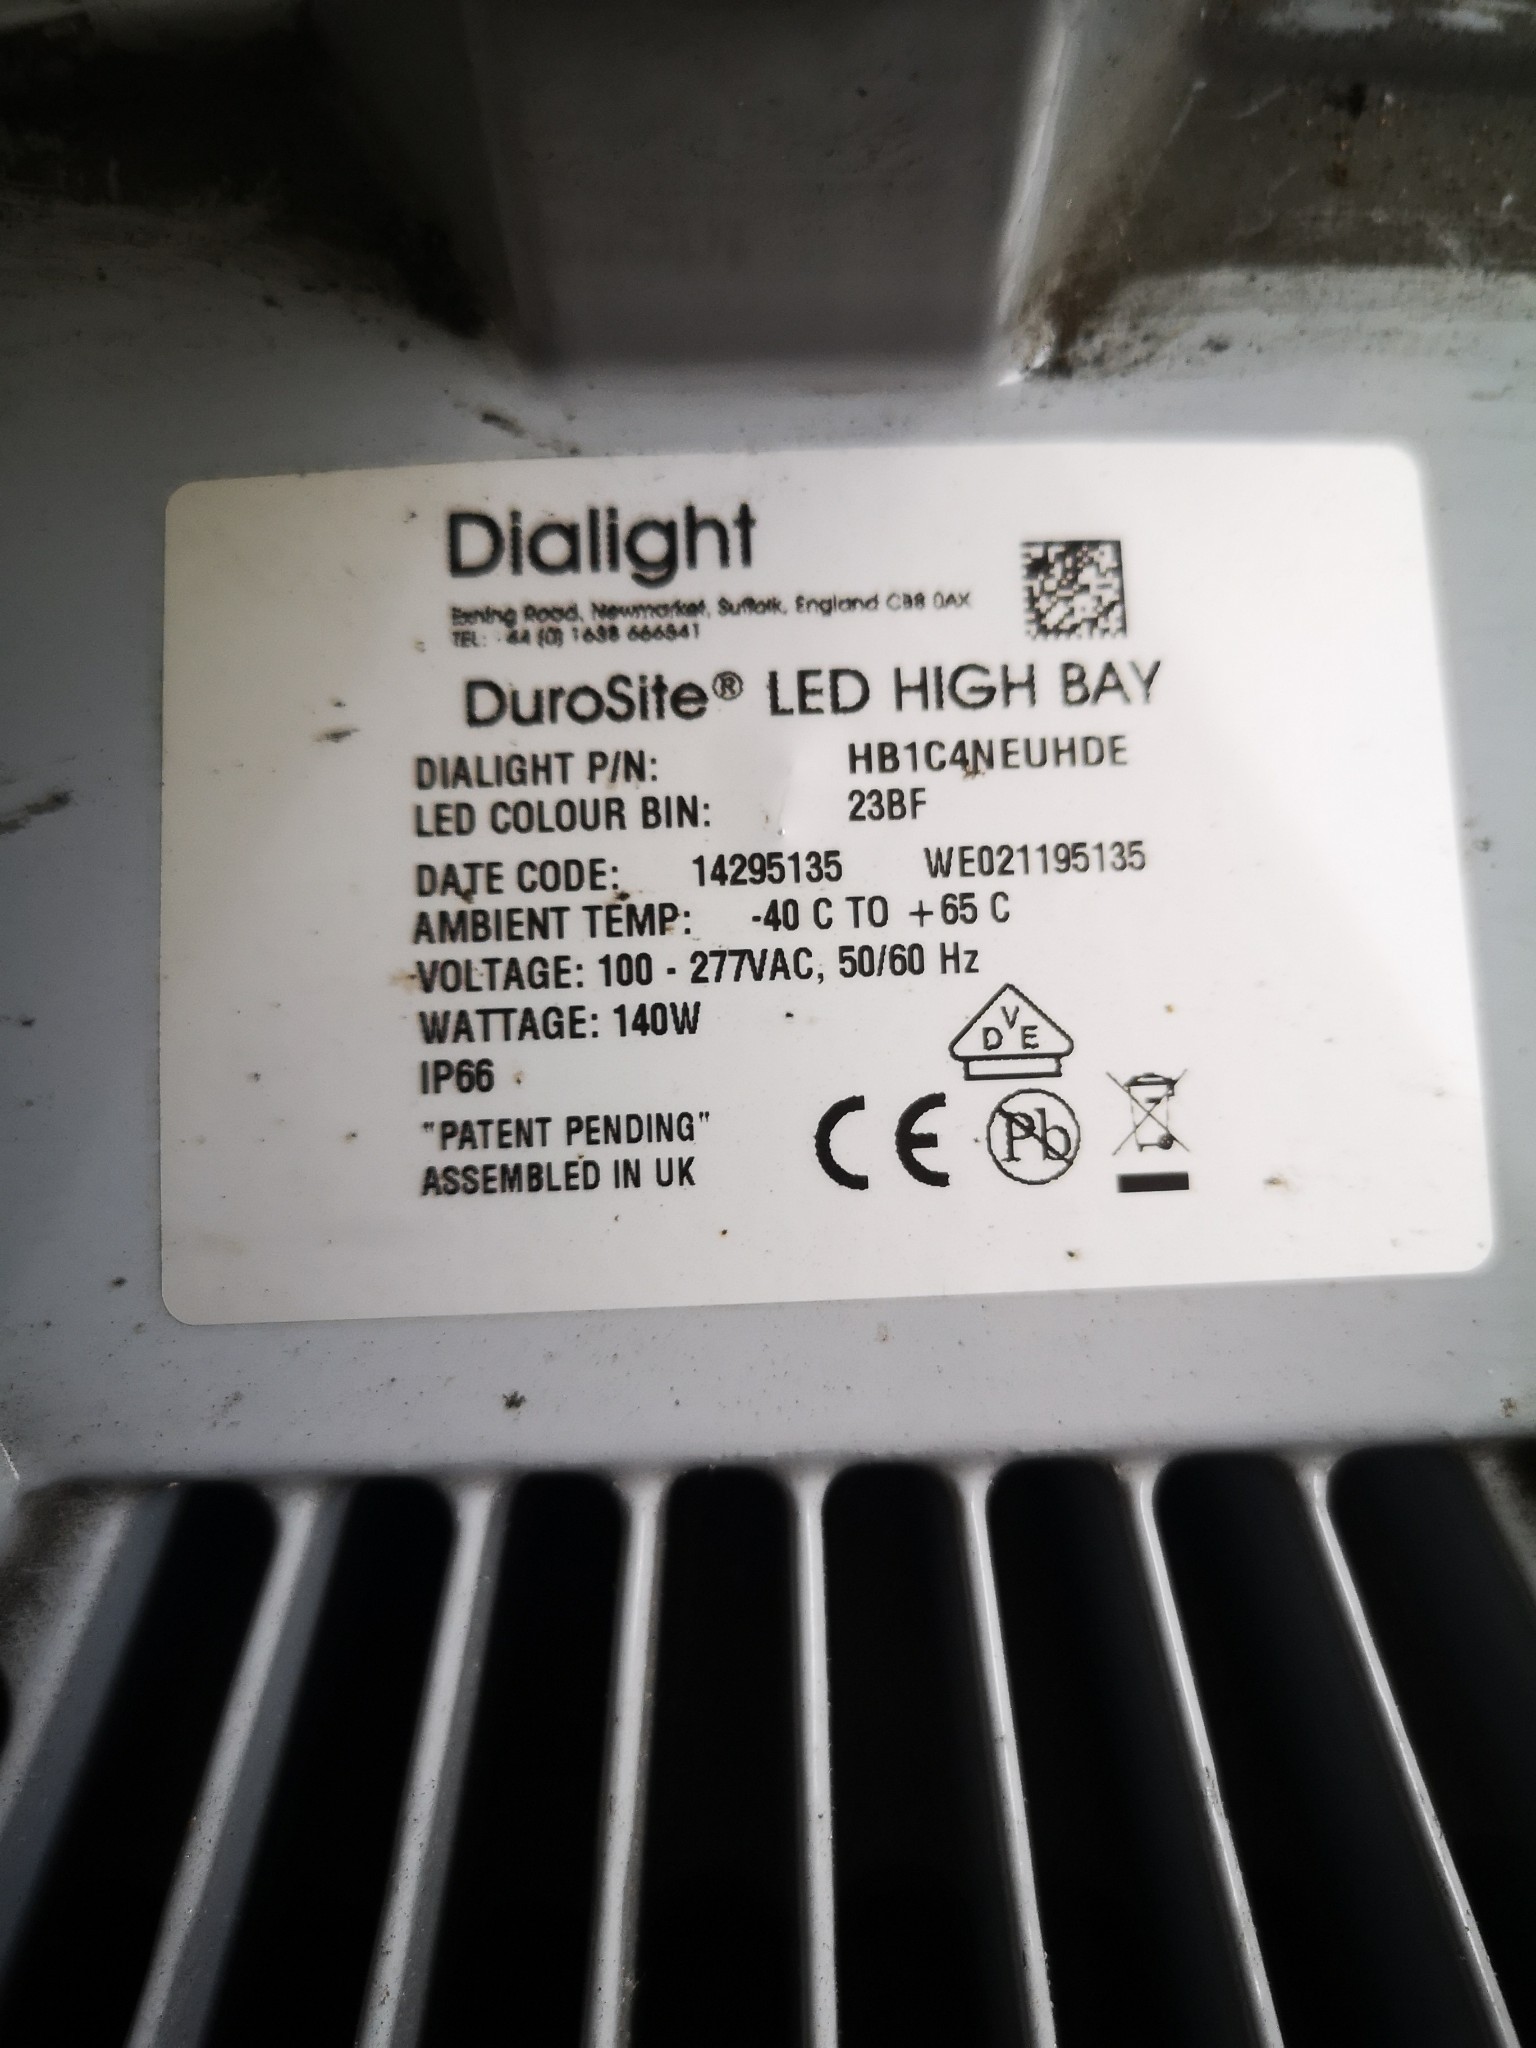 Dialight
Exning Road, Newmarket, Suffolk, England CB8 0AX
TEL: +44 (0) 1638 666541
DuroSite® LED HIGH BAY
DIALIGHT P/N: HB1C4NEUHDE
LED COLOUR BIN: 23BF
DATE CODE: 14295135 WE021195135
AMBIENT TEMP: -40 C TO +65 C
VOLTAGE: 100 - 277VAC, 50/60 Hz
WATTAGE: 140W
IP66
"PATENT PENDING"
ASSEMBLED IN UK
DVE
CE
Pb